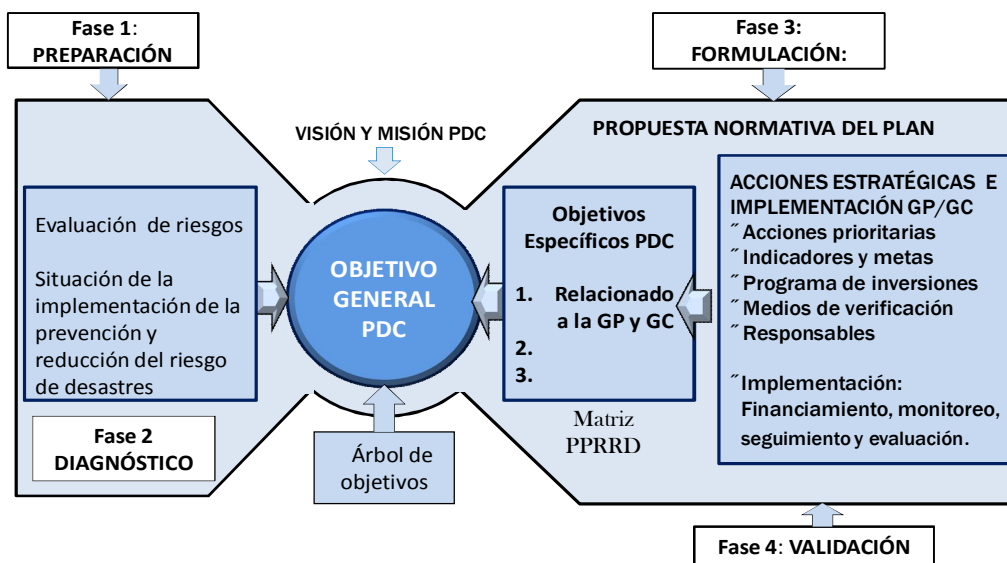 Fase 1:
PREPARACIÓN
Fase 3:
FORMULACIÓN:
VISIÓN Y MISIÓN PDC
PROPUESTA NORMATIVA DEL PLAN
Evaluación de riesgos
Situación de la
implementación de la
prevención y
reducción del riesgo
de desastres
Fase 2
DIAGNÓSTICO
OBJETIVO
GENERAL
PDC
Árbol de
objetivos
Objetivos
Específicos PDC
1. Relacionado
a la GP y GC
2.
3.
Matriz
PPRRD
ACCIONES ESTRATÉGICAS E
IMPLEMENTACIÓN GP/GC
˝Acciones prioritarias
˝Indicadores y metas
˝Programa de inversiones
˝Medios de verificación
˝Responsables
˝Implementación:
Financiamiento, monitoreo,
seguimiento y evaluación.
Fase 4: VALIDACIÓN